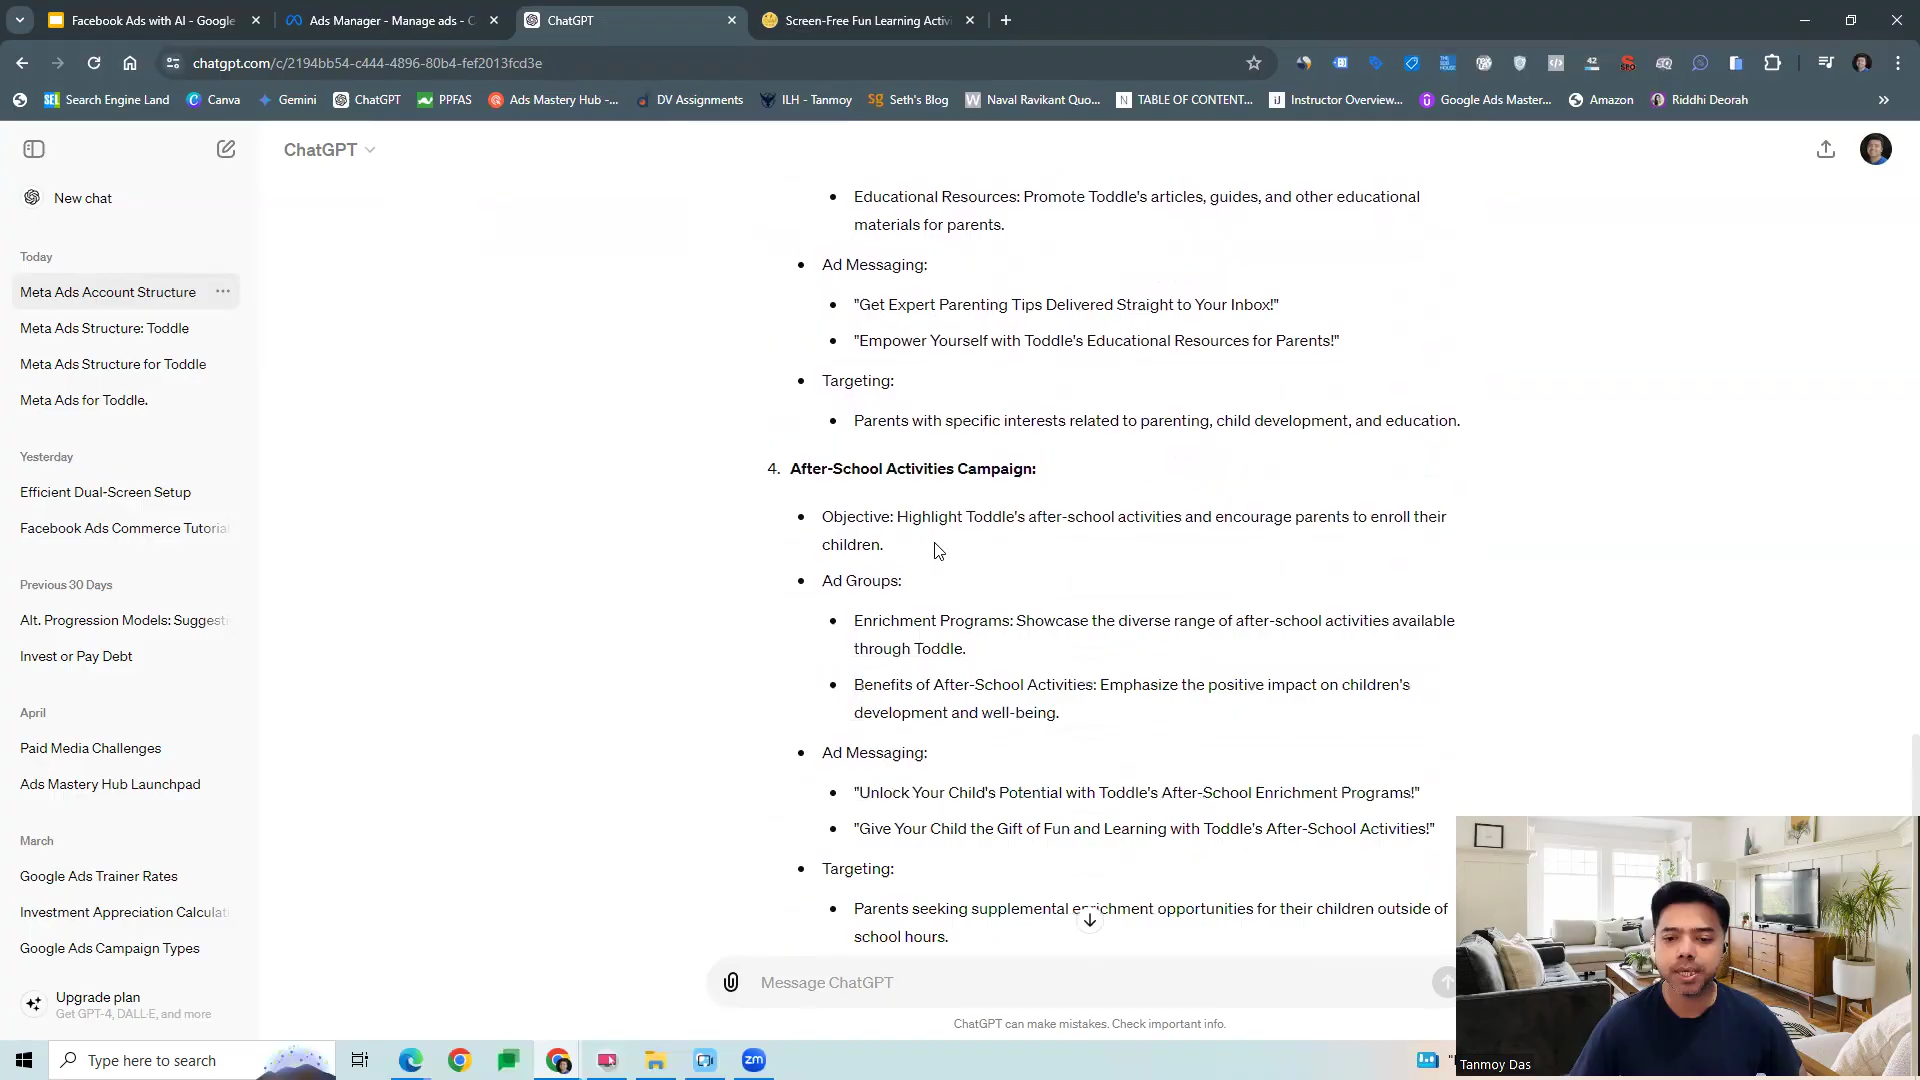 Facebook Ads with AI - Google
Ads Manager - Manage ads - C
ChatGPT
Screen-Free Fun Learning Activi
chatgpt.com/c/2194bb54-c444-4896-80b4-fef2013fcd3e
Search Engine Land
Canva
Gemini
ChatGPT
PPFAS
Ads Mastery Hub -...
DV Assignments
ILH - Tanmoy
Seth's Blog
Naval Ravikant Quo...
TABLE OF CONTENT...
Instructor Overview...
Google Ads Master...
Amazon
Riddhi Deorah
ChatGPT
New chat
Today
Meta Ads Account Structure
Meta Ads Structure: Toddle
Meta Ads Structure for Toddle
Meta Ads for Toddle.
Yesterday
Efficient Dual-Screen Setup
Facebook Ads Commerce Tutoria
Previous 30 Days
Alt. Progression Models: Suggest
Invest or Pay Debt
April
Paid Media Challenges
Ads Mastery Hub Launchpad
March
Google Ads Trainer Rates
Investment Appreciation Calculat
Google Ads Campaign Types
Upgrade plan
Get GPT-4, DALL·E, and more
• Educational Resources: Promote Toddle's articles, guides, and other educational
materials for parents.
• Ad Messaging:
• "Get Expert Parenting Tips Delivered Straight to Your Inbox!"
• "Empower Yourself with Toddle's Educational Resources for Parents!"
• Targeting:
• Parents with specific interests related to parenting, child development, and education.
4. After-School Activities Campaign:
• Objective: Highlight Toddle's after-school activities and encourage parents to enroll their
children.
• Ad Groups:
• Enrichment Programs: Showcase the diverse range of after-school activities available
through Toddle.
• Benefits of After-School Activities: Emphasize the positive impact on children's
development and well-being.
• Ad Messaging:
• "Unlock Your Child's Potential with Toddle's After-School Enrichment Programs!"
• "Give Your Child the Gift of Fun and Learning with Toddle's After-School Activities!"
• Targeting:
• Parents seeking supplemental enrichment opportunities for their children outside of
school hours.
Message ChatGPT
ChatGPT can make mistakes. Check important info.
Type here to search
zm
Tanmoy Das